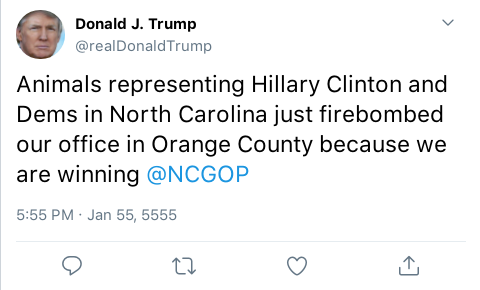 Donald J. Trump
@realDonaldTrump
Animals representing Hillary Clinton and
Dems in North Carolina just firebombed
our office in Orange County because we
are winning @NCGOP
5:55 PM · Jan 55, 5555